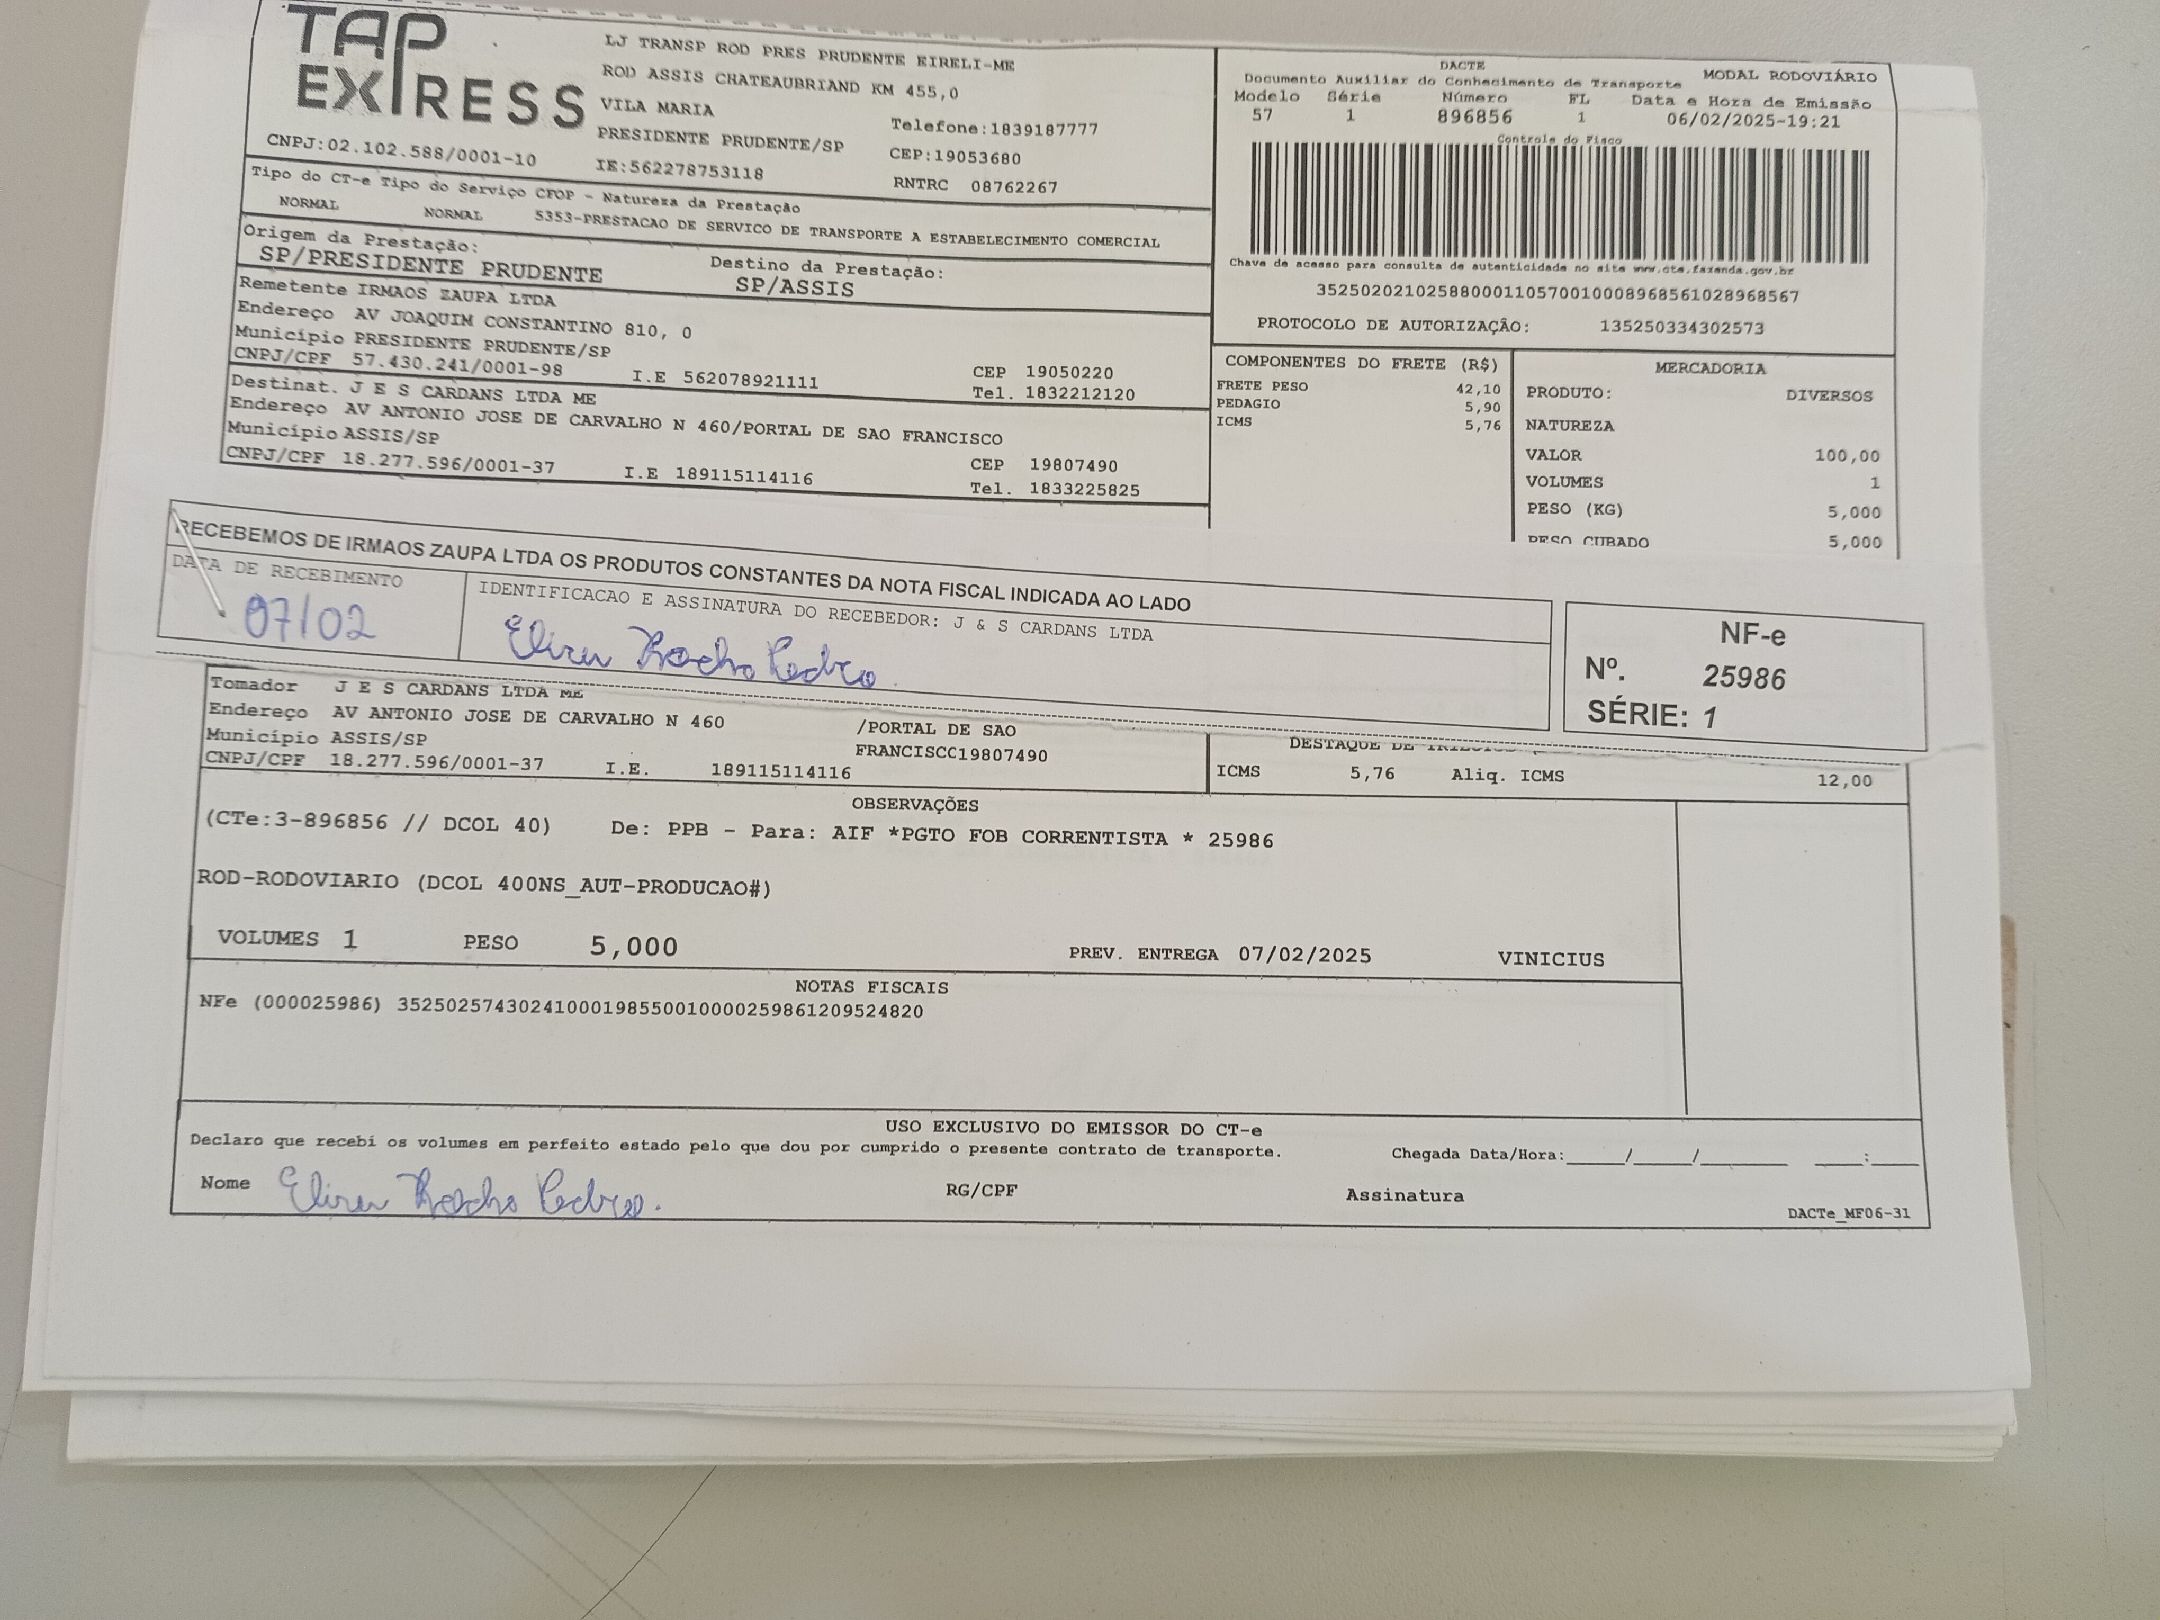 TAP
EXPRESS
LJ TRANSP ROD PRES PRUDENTE EIRELI-ME
ROD ASSIS CHATEAUBRIAND KM 455,0
VILA MARIA
Telefone:1839187777
PRESIDENTE PRUDENTE/SP
CEP:19053680
CNPJ:02.102.588/0001-10
IE:562278753118
RNTRC 08762267
Tipo do CT-e Tipo do Serviço CFOP - Natureza da Prestação
NORMAL NORMAL 5353-PRESTACAO DE SERVICO DE TRANSPORTE A ESTABELECIMENTO COMERCIAL
Origem da Prestação:
SP/PRESIDENTE PRUDENTE
Destino da Prestação:
SP/ASSIS
Remetente IRMAOS ZAUPA LTDA
Endereço AV JOAQUIM CONSTANTINO 810, 0
Município PRESIDENTE PRUDENTE/SP
CNPJ/CPF 57.430.241/0001-98 I.E 562078921111
CEP 19050220
Tel. 1832212120
Destinat. J E S CARDANS LTDA ME
Endereço AV ANTONIO JOSE DE CARVALHO N 460/PORTAL DE SAO FRANCISCO
Município ASSIS/SP
CNPJ/CPF 18.277.596/0001-37 I.E 189115114116
CEP 19807490
Tel. 1833225825
DACTE
Documento Auxiliar do Conhecimento de Transporte
MODAL RODOVIÁRIO
Modelo Série Número FL Data e Hora de Emissão
57 1 896856 1 06/02/2025-19:21
Controle do Fisco
Chave de acesso para consulta de autenticidade no site www.cte.fazenda.gov.br
35250202102588000110570010008968561028968567
PROTOCOLO DE AUTORIZAÇÃO: 135250334302573
COMPONENTES DO FRETE (R$)
FRETE PESO 42,10
PEDAGIO 5,90
ICMS 5,76
MERCADORIA
PRODUTO: DIVERSOS
NATUREZA
VALOR 100,00
VOLUMES 1
PESO (KG) 5,000
PESO CUBADO 5,000
RECEBEMOS DE IRMAOS ZAUPA LTDA OS PRODUTOS CONSTANTES DA NOTA FISCAL INDICADA AO LADO
DATA DE RECEBIMENTO
07/02
IDENTIFICACAO E ASSINATURA DO RECEBEDOR: J & S CARDANS LTDA
NF-e
Nº. 25986
SÉRIE: 1
Tomador J E S CARDANS LTDA ME
Endereço AV ANTONIO JOSE DE CARVALHO N 460 /PORTAL DE SAO
Município ASSIS/SP FRANCISCC19807490
CNPJ/CPF 18.277.596/0001-37 I.E. 189115114116
DESTAQUE DE
ICMS 5,76 Aliq. ICMS 12,00
OBSERVAÇÕES
(CTe:3-896856 // DCOL 40) De: PPB - Para: AIF *PGTO FOB CORRENTISTA * 25986
ROD-RODOVIARIO (DCOL 400NS_AUT-PRODUCAO#)
VOLUMES 1 PESO 5,000 PREV. ENTREGA 07/02/2025 VINICIUS
NOTAS FISCAIS
NFe (000025986) 35250257430241000198550010000259861209524820
USO EXCLUSIVO DO EMISSOR DO CT-e
Declaro que recebi os volumes em perfeito estado pelo que dou por cumprido o presente contrato de transporte.
Chegada Data/Hora:_____/_____/_______ ____:____
Nome RG/CPF Assinatura
DACTe_MF06-31